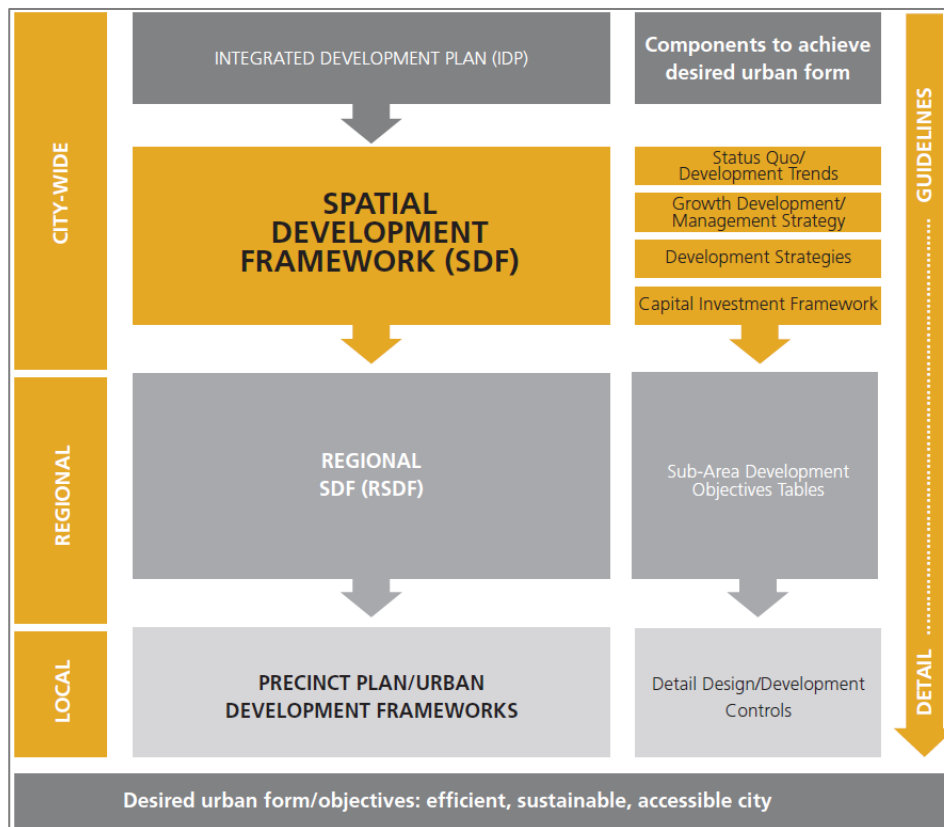 INTEGRATED DEVELOPMENT PLAN (IDP)
Components to achieve
desired urban form
CITY-WIDE
SPATIAL
DEVELOPMENT
FRAMEWORK (SDF)
Status Quo/
Development Trends
Growth Development/
Management Strategy
Development Strategies
Capital Investment Framework
GUIDELINES
REGIONAL
REGIONAL
SDF (RSDF)
Sub-Area Development
Objectives Tables
LOCAL
PRECINCT PLAN/URBAN
DEVELOPMENT FRAMEWORKS
Detail Design/Development
Controls
DETAIL
Desired urban form/objectives: efficient, sustainable, accessible city